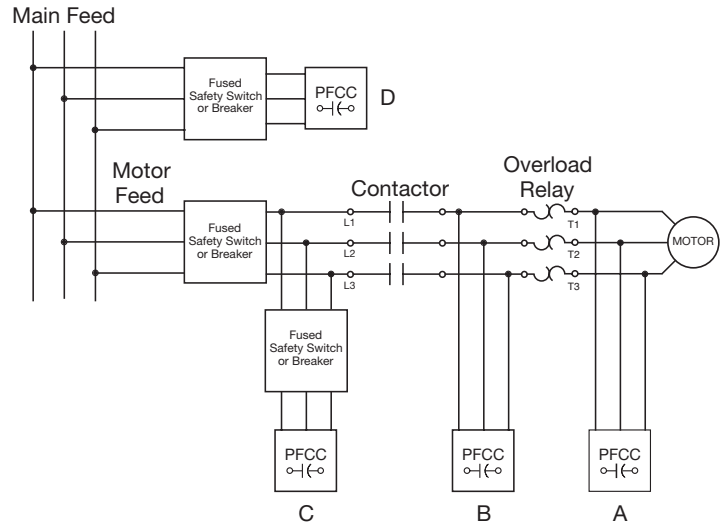 Main Feed
Fused
Safety Switch
or Breaker
PFCC
D
Motor
Feed
Contactor
Overload
Relay
Fused
Safety Switch
or Breaker
L1
L2
L3
T1
T2
T3
MOTOR
Fused
Safety Switch
or Breaker
PFCC
PFCC
PFCC
C
B
A